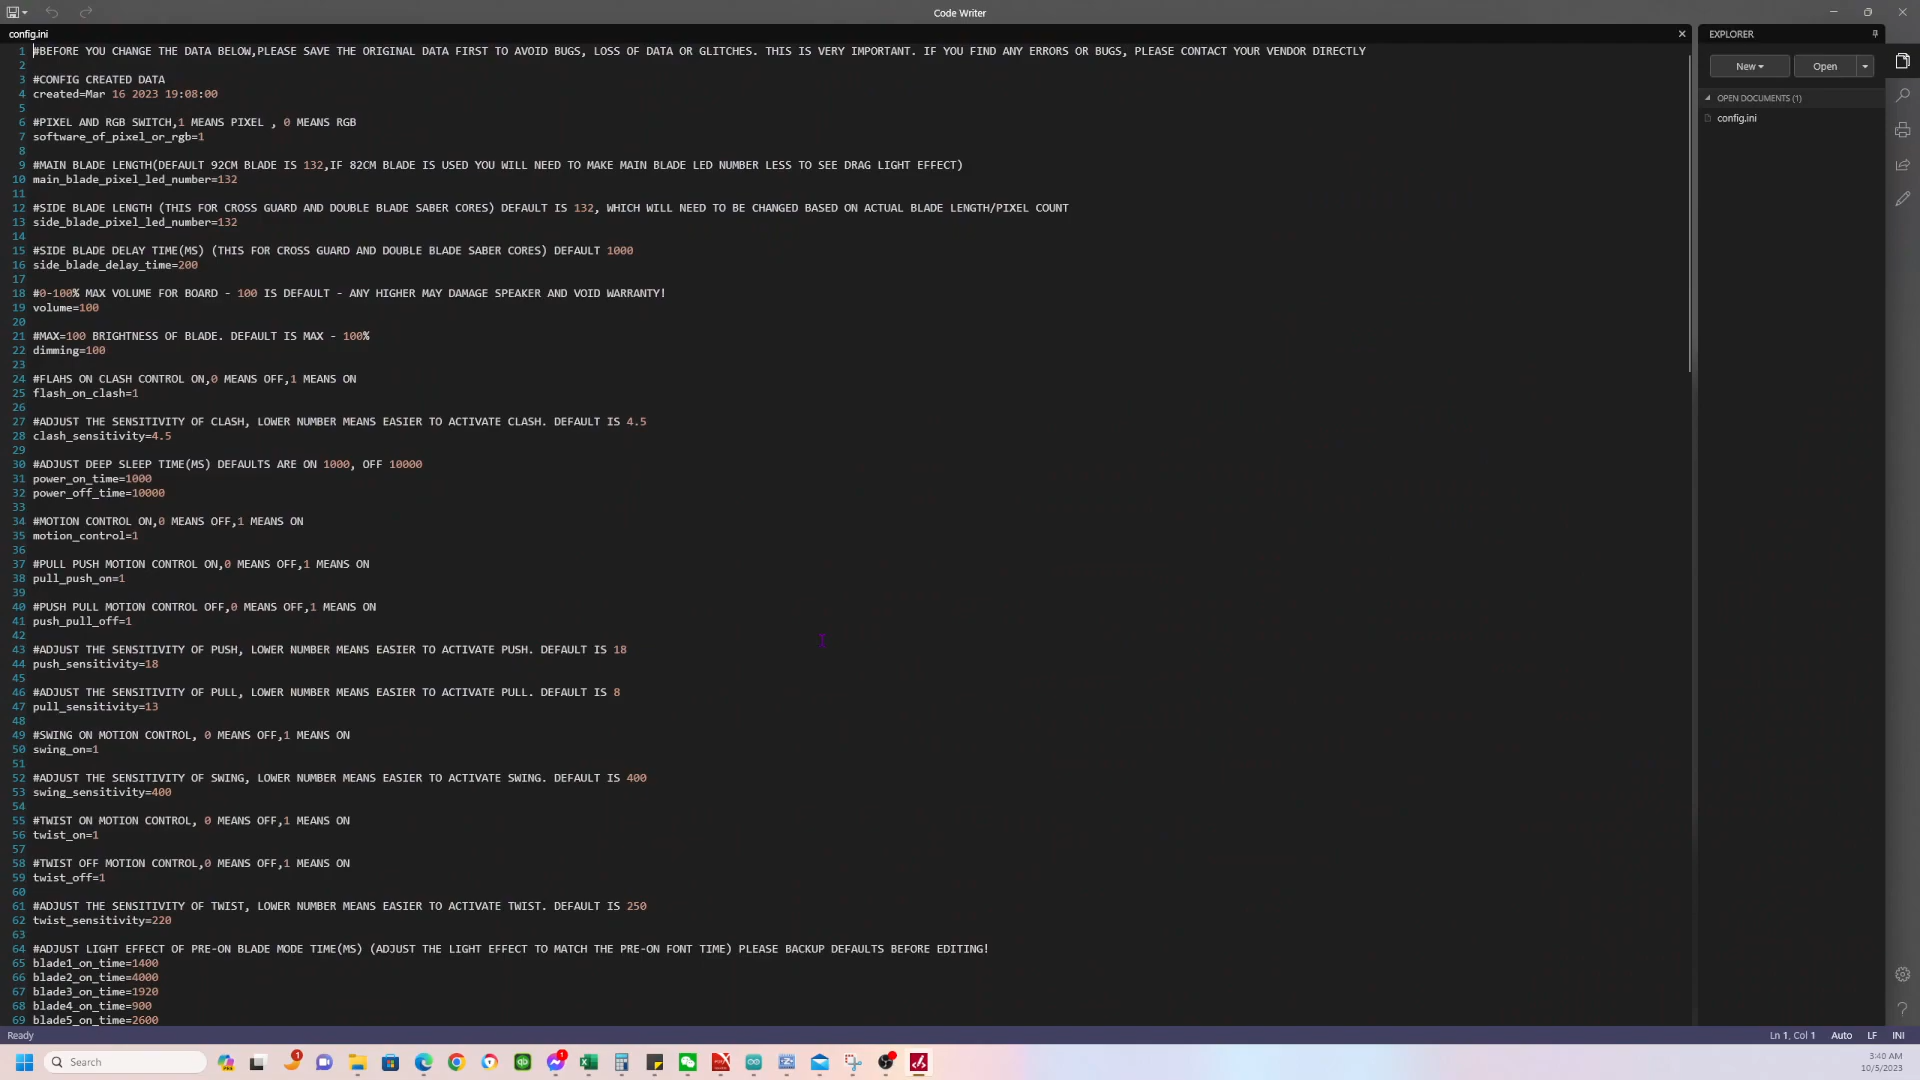 Code Writer
config.ini
1 #BEFORE YOU CHANGE THE DATA BELOW,PLEASE SAVE THE ORIGINAL DATA FIRST TO AVOID BUGS, LOSS OF DATA OR GLITCHES. THIS IS VERY IMPORTANT. IF YOU FIND ANY ERRORS OR BUGS, PLEASE CONTACT YOUR VENDOR DIRECTLY
2
3 #CONFIG CREATED DATA
4 created=Mar 16 2023 19:08:00
5
6 #PIXEL AND RGB SWITCH,1 MEANS PIXEL , 0 MEANS RGB
7 software_of_pixel_or_rgb=1
8
9 #MAIN BLADE LENGTH(DEFAULT 92CM BLADE IS 132,IF 82CM BLADE IS USED YOU WILL NEED TO MAKE MAIN BLADE LED NUMBER LESS TO SEE DRAG LIGHT EFFECT)
10 main_blade_pixel_led_number=132
11
12 #SIDE BLADE LENGTH (THIS FOR CROSS GUARD AND DOUBLE BLADE SABER CORES) DEFAULT IS 132, WHICH WILL NEED TO BE CHANGED BASED ON ACTUAL BLADE LENGTH/PIXEL COUNT
13 side_blade_pixel_led_number=132
14
15 #SIDE BLADE DELAY TIME(MS) (THIS FOR CROSS GUARD AND DOUBLE BLADE SABER CORES) DEFAULT 1000
16 side_blade_delay_time=200
17
18 #0-100% MAX VOLUME FOR BOARD - 100 IS DEFAULT - ANY HIGHER MAY DAMAGE SPEAKER AND VOID WARRANTY!
19 volume=100
20
21 #MAX=100 BRIGHTNESS OF BLADE. DEFAULT IS MAX - 100%
22 dimming=100
23
24 #FLAHS ON CLASH CONTROL ON,0 MEANS OFF,1 MEANS ON
25 flash_on_clash=1
26
27 #ADJUST THE SENSITIVITY OF CLASH, LOWER NUMBER MEANS EASIER TO ACTIVATE CLASH. DEFAULT IS 4.5
28 clash_sensitivity=4.5
29
30 #ADJUST DEEP SLEEP TIME(MS) DEFAULTS ARE ON 1000, OFF 10000
31 power_on_time=1000
32 power_off_time=10000
33
34 #MOTION CONTROL ON,0 MEANS OFF,1 MEANS ON
35 motion_control=1
36
37 #PULL PUSH MOTION CONTROL ON,0 MEANS OFF,1 MEANS ON
38 pull_push_on=1
39
40 #PUSH PULL MOTION CONTROL OFF,0 MEANS OFF,1 MEANS ON
41 push_pull_off=1
42
43 #ADJUST THE SENSITIVITY OF PUSH, LOWER NUMBER MEANS EASIER TO ACTIVATE PUSH. DEFAULT IS 18
44 push_sensitivity=18
45
46 #ADJUST THE SENSITIVITY OF PULL, LOWER NUMBER MEANS EASIER TO ACTIVATE PULL. DEFAULT IS 8
47 pull_sensitivity=13
48
49 #SWING ON MOTION CONTROL, 0 MEANS OFF,1 MEANS ON
50 swing_on=1
51
52 #ADJUST THE SENSITIVITY OF SWING, LOWER NUMBER MEANS EASIER TO ACTIVATE SWING. DEFAULT IS 400
53 swing_sensitivity=400
54
55 #TWIST ON MOTION CONTROL, 0 MEANS OFF,1 MEANS ON
56 twist_on=1
57
58 #TWIST OFF MOTION CONTROL,0 MEANS OFF,1 MEANS ON
59 twist_off=1
60
61 #ADJUST THE SENSITIVITY OF TWIST, LOWER NUMBER MEANS EASIER TO ACTIVATE TWIST. DEFAULT IS 250
62 twist_sensitivity=220
63
64 #ADJUST LIGHT EFFECT OF PRE-ON BLADE MODE TIME(MS) (ADJUST THE LIGHT EFFECT TO MATCH THE PRE-ON FONT TIME) PLEASE BACKUP DEFAULTS BEFORE EDITING!
65 blade1_on_time=1400
66 blade2_on_time=4000
67 blade3_on_time=1920
68 blade4_on_time=900
69 blade5_on_time=2600
EXPLORER
New
Open
OPEN DOCUMENTS (1)
config.ini
Ready
Ln 1, Col 1 Auto LF INI
Search
3:40 AM
10/5/2023